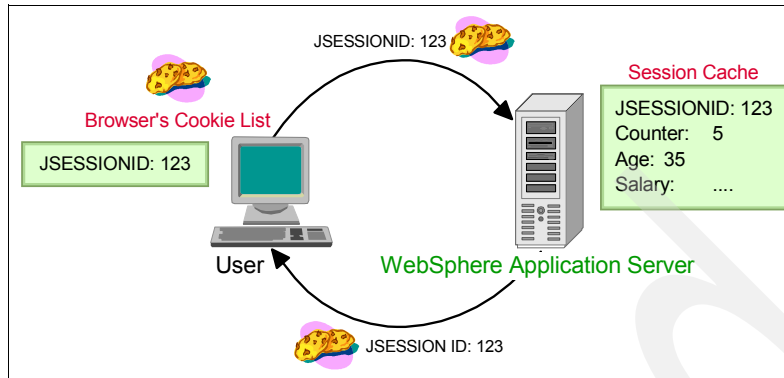 JSESSIONID: 123
Session Cache
Browser's Cookie List
JSESSIONID: 123
JSESSIONID: 123
Counter: 5
Age: 35
Salary: ....
User
WebSphere Application Server
JSESSION ID: 123